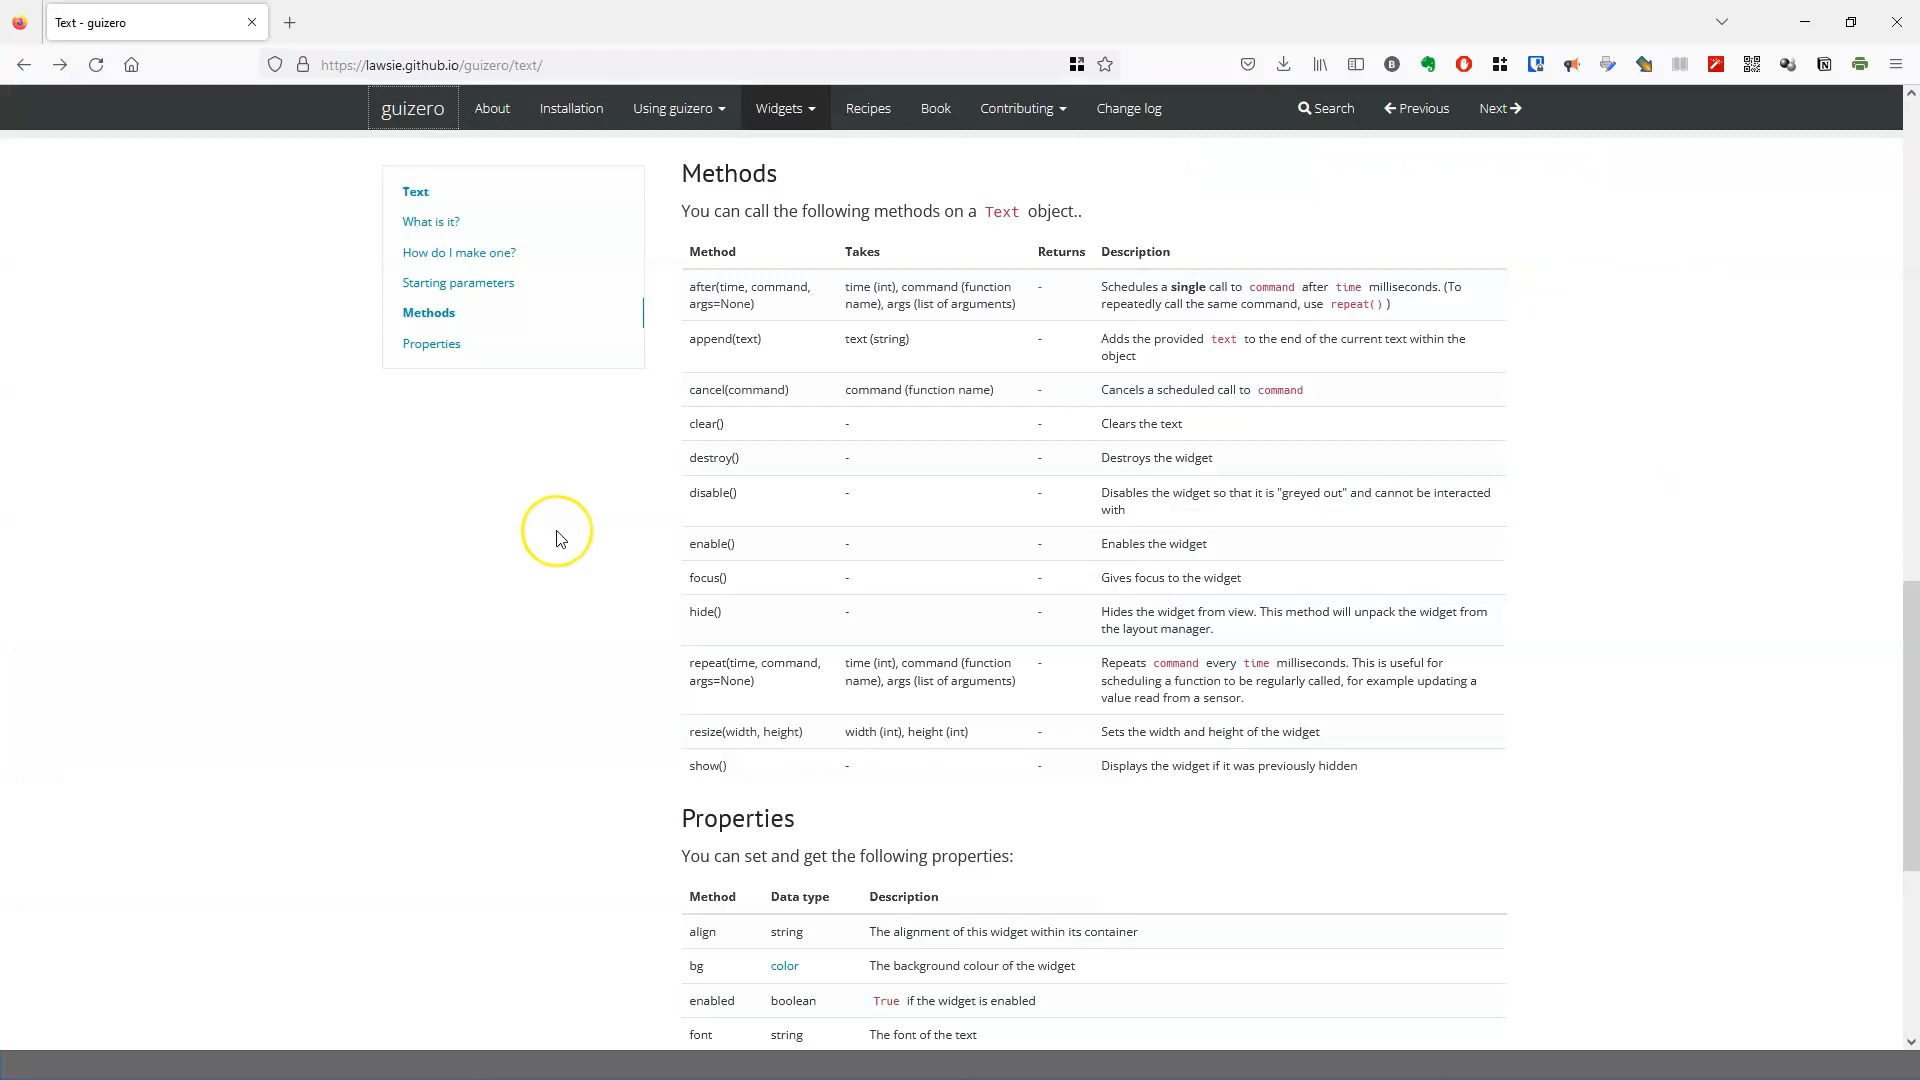 Text - guizero
https://lawsie.github.io/guizero/text/
guizero About Installation Using guizero Widgets Recipes Book Contributing Change log Search Previous Next
Text
What is it?
How do I make one?
Starting parameters
Methods
Properties
Methods
You can call the following methods on a Text object..
Method Takes Returns Description
after(time, command, args=None) time (int), command (function name), args (list of arguments) - Schedules a single call to command after time milliseconds. (To
repeatedly call the same command, use repeat() )
append(text) text (string) - Adds the provided text to the end of the current text within the
object
cancel(command) command (function name) - Cancels a scheduled call to command
clear() - - Clears the text
destroy() - - Destroys the widget
disable() - - Disables the widget so that it is "greyed out" and cannot be interacted
with
enable() - - Enables the widget
focus() - - Gives focus to the widget
hide() - - Hides the widget from view. This method will unpack the widget from
the layout manager.
repeat(time, command, args=None) time (int), command (function name), args (list of arguments) - Repeats command every time milliseconds. This is useful for
scheduling a function to be regularly called, for example updating a
value read from a sensor.
resize(width, height) width (int), height (int) - Sets the width and height of the widget
show() - - Displays the widget if it was previously hidden
Properties
You can set and get the following properties:
Method Data type Description
align string The alignment of this widget within its container
bg color The background colour of the widget
enabled boolean True if the widget is enabled
font string The font of the text